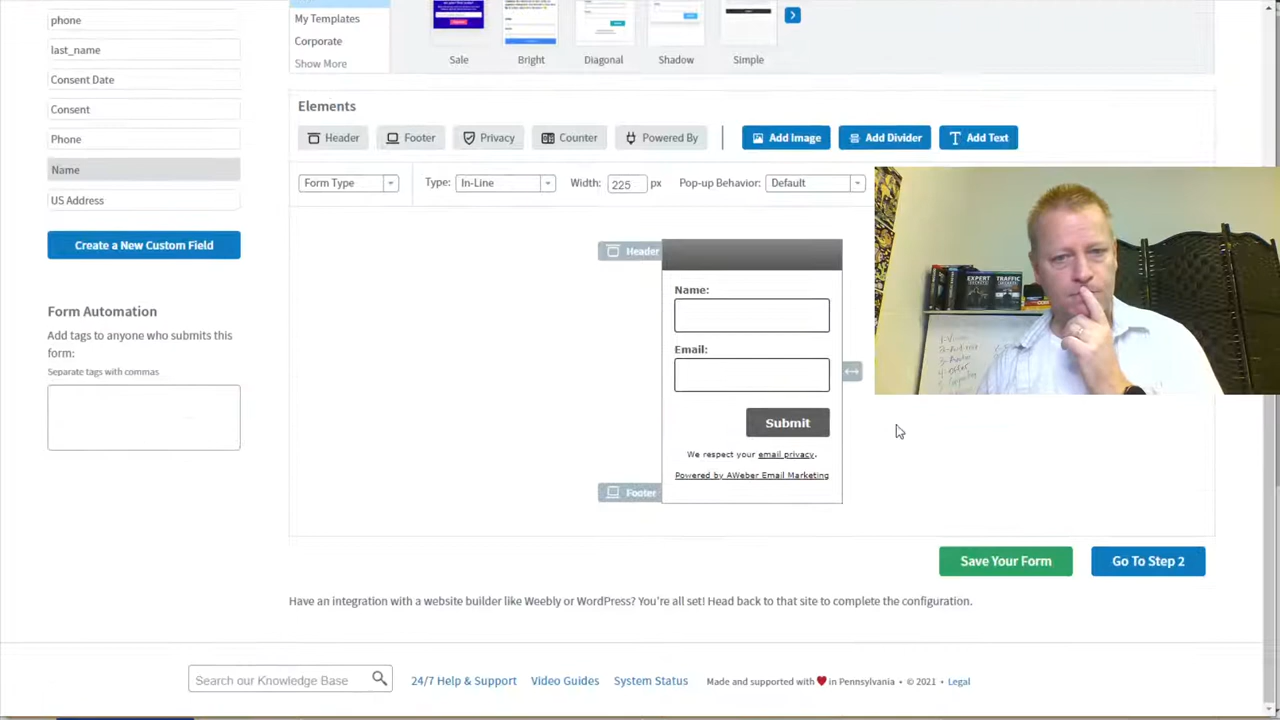 phone
last_name
Consent Date
Consent
Phone
Name
US Address
Create a New Custom Field
Form Automation
Add tags to anyone who submits this
form:
Separate tags with commas
My Templates
Corporate
Show More
Sale
Bright
Diagonal
Shadow
Simple
Elements
Header
Footer
Privacy
Counter
Powered By
Add Image
Add Divider
Add Text
Form Type
Type:
In-Line
Width:
225
px
Pop-up Behavior:
Default
Header
Name:
Email:
Submit
We respect your email privacy.
Powered by AWeber Email Marketing
Footer
EXPERT
SECRETS
TRAFFIC
SECRETS
Save Your Form
Go To Step 2
Have an integration with a website builder like Weebly or WordPress? You're all set! Head back to that site to complete the configuration.
Search our Knowledge Base
24/7 Help & Support
Video Guides
System Status
Made and supported with ❤ in Pennsylvania • © 2021 • Legal